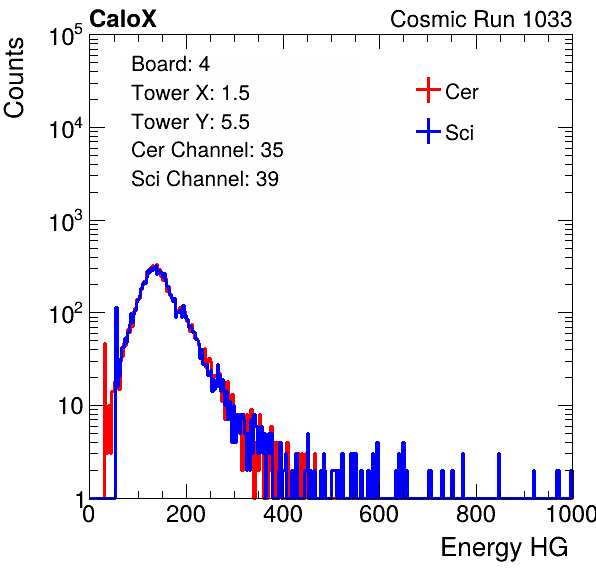 CaloX
Cosmic Run 1033
Counts
10^5
10^4
10^3
10^2
10
1
Board: 4
Tower X: 1.5
Tower Y: 5.5
Cer Channel: 35
Sci Channel: 39
Cer
Sci
0 200 400 600 800 1000
Energy HG